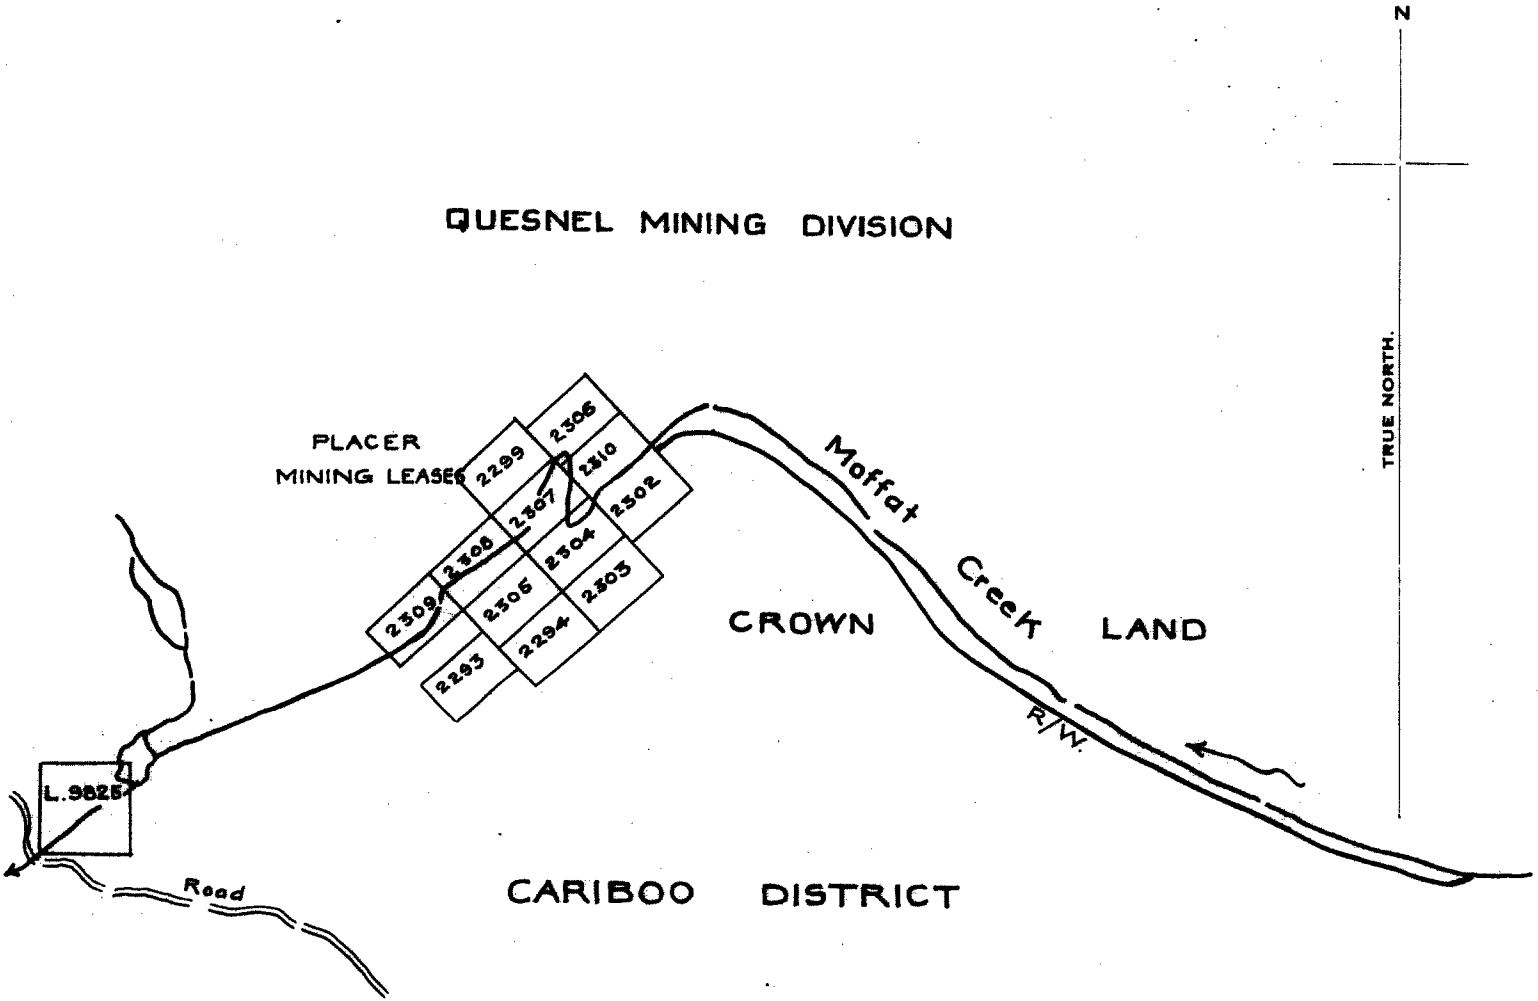 N
QUESNEL MINING DIVISION
TRUE NORTH.
PLACER
MINING LEASES
2306
2299
2310
2307
2302
2308
2304
2309
2305
2303
2294
2293
Moffat Creek
CROWN LAND
R/W.
L.9825
Road
CARIBOO DISTRICT